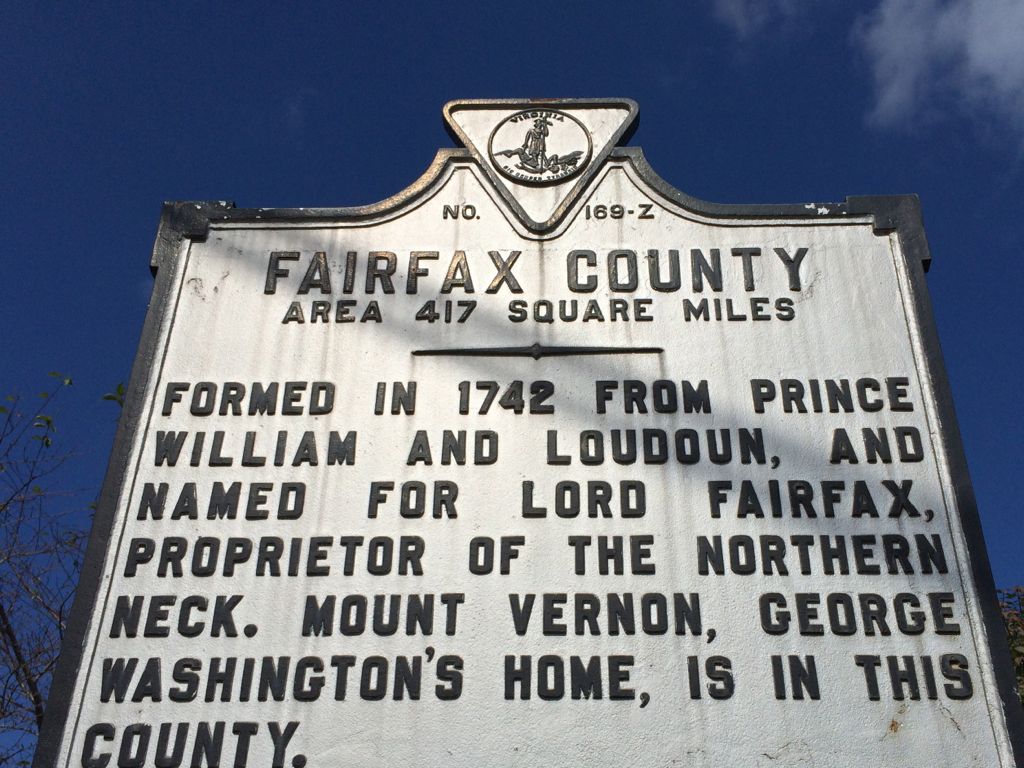 VIRGINIA
NO. 169-Z
FAIRFAX COUNTY
AREA 417 SQUARE MILES
FORMED IN 1742 FROM PRINCE
WILLIAM AND LOUDOUN, AND
NAMED FOR LORD FAIRFAX,
PROPRIETOR OF THE NORTHERN
NECK. MOUNT VERNON, GEORGE
WASHINGTON'S HOME, IS IN THIS
COUNTY.